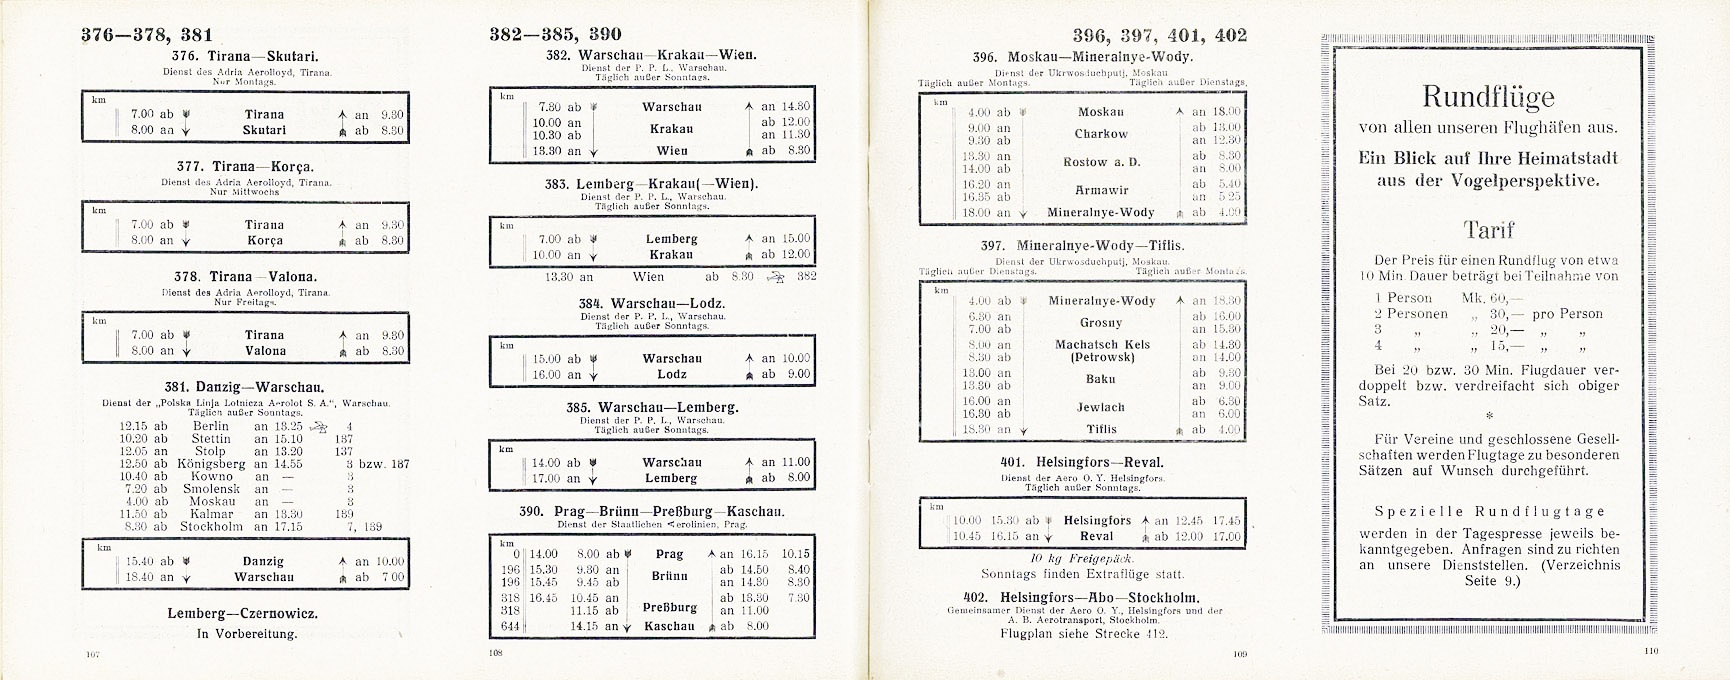 376—378, 381
376. Tirana—Skutari.
Dienst des Adria Aerolloyd, Tirana.
Nur Montags.
km
7.00 ab Tirana an 9.30
8.00 an Skutari ab 8.30
377. Tirana—Korça.
Dienst des Adria Aerolloyd, Tirana.
Nur Mittwochs
km
7.00 ab Tirana an 9.30
8.00 an Korça ab 8.30
378. Tirana—Valona.
Dienst des Adria Aerolloyd, Tirana.
Nur Freitags.
km
7.00 ab Tirana an 9.30
8.00 an Valona ab 8.30
381. Danzig—Warschau.
Dienst der „Polska Linja Lotnicza Aerolot S. A.“, Warschau.
Täglich außer Sonntags.
12.15 ab Berlin an 13.25 4
10.20 ab Stettin an 15.10 137
12.05 an Stolp an 13.20 137
12.50 ab Königsberg an 14.55 3 bzw. 137
10.40 ab Kowno an — 3
7.20 ab Smolensk an — 3
4.00 ab Moskau an — 3
11.50 ab Kalmar an 13.30 139
8.30 ab Stockholm an 17.15 7, 139
km
15.40 ab Danzig an 10.00
18.40 an Warschau ab 7 00
Lemberg—Czernowicz.
In Vorbereitung.
107
382—385, 390
382. Warschau—Krakau—Wien.
Dienst der P. P. L., Warschau.
Täglich außer Sonntags.
km
7.30 ab Warschau an 14.30
10.00 an Krakau ab 12.00
10.30 ab an 11.30
13.30 an Wien ab 8.30
383. Lemberg—Krakau(—Wien).
Dienst der P. P. L., Warschau.
Täglich außer Sonntags.
km
7.00 ab Lemberg an 15.00
10.00 an Krakau ab 12.00
13.30 an Wien ab 8.30 382
384. Warschau—Lodz.
Dienst der P. P. L., Warschau.
Täglich außer Sonntags.
km
15.00 ab Warschau an 10.00
16.00 an Lodz ab 9.00
385. Warschau—Lemberg.
Dienst der P. P. L., Warschau.
Täglich außer Sonntags.
km
14.00 ab Warschau an 11.00
17.00 an Lemberg ab 8.00
390. Prag—Brünn—Preßburg—Kaschau.
Dienst der Staatlichen Aerolinien, Prag.
km
0 14.00 8.00 ab Prag an 16.15 10.15
196 15.30 9.30 an Brünn ab 14.50 8.40
196 15.45 9.45 ab an 14.30 8.30
318 16.45 10.45 an Preßburg ab 13.30 7.30
318 11.15 ab an 11.00
644 14.15 an Kaschau ab 8.00
108
396, 397, 401, 402
396. Moskau—Mineralnye-Wody.
Dienst der Ukrwosduchputj, Moskau
Täglich außer Montags. Täglich außer Dienstags.
km
4.00 ab Moskau an 18.00
9.00 an Charkow ab 13.00
9.30 ab an 12.30
13.30 an Rostow a. D. ab 8.30
14.00 ab an 8.00
16.20 an Armawir ab 5.40
16.35 ab an 5 25
18.00 an Mineralnye-Wody ab 4.00
397. Mineralnye-Wody—Tiflis.
Dienst der Ukrwosduchputj, Moskau.
Täglich außer Dienstags. Täglich außer Montags.
km
4.00 ab Mineralnye-Wody an 18.30
6.30 an Grosny ab 16.00
7.00 ab an 15.30
8.00 an Machatsch Kels ab 14.30
8.30 ab (Petrowsk) an 14.00
13.00 an Baku ab 9.30
13.30 ab an 9.00
16.00 an Jewlach ab 6.30
16.30 ab an 6.00
18.30 an Tiflis ab 4.00
401. Helsingfors—Reval.
Dienst der Aero O. Y. Helsingfors.
Täglich außer Sonntags.
km
10.00 15.30 ab Helsingfors an 12.45 17.45
10.45 16.15 an Reval ab 12.00 17.00
10 kg Freigepäck.
Sonntags finden Extraflüge statt.
402. Helsingfors—Abo—Stockholm.
Gemeinsamer Dienst der Aero O. Y., Helsingfors und der
A. B. Aerotransport, Stockholm.
Flugplan siehe Strecke 412.
109
Rundflüge
von allen unseren Flughäfen aus.
Ein Blick auf Ihre Heimatstadt
aus der Vogelperspektive.
Tarif
Der Preis für einen Rundflug von etwa
10 Min. Dauer beträgt bei Teilnahme von
1 Person Mk. 60,—
2 Personen „ 30,— pro Person
3 „ „ 20,— „ „
4 „ „ 15,— „ „
Bei 20 bzw. 30 Min. Flugdauer ver-
doppelt bzw. verdreifacht sich obiger
Satz.
*
Für Vereine und geschlossene Gesell-
schaften werden Flugtage zu besonderen
Sätzen auf Wunsch durchgeführt.
Spezielle Rundflugtage
werden in der Tagespresse jeweils be-
kanntgegeben. Anfragen sind zu richten
an unsere Dienststellen. (Verzeichnis
Seite 9.)
110